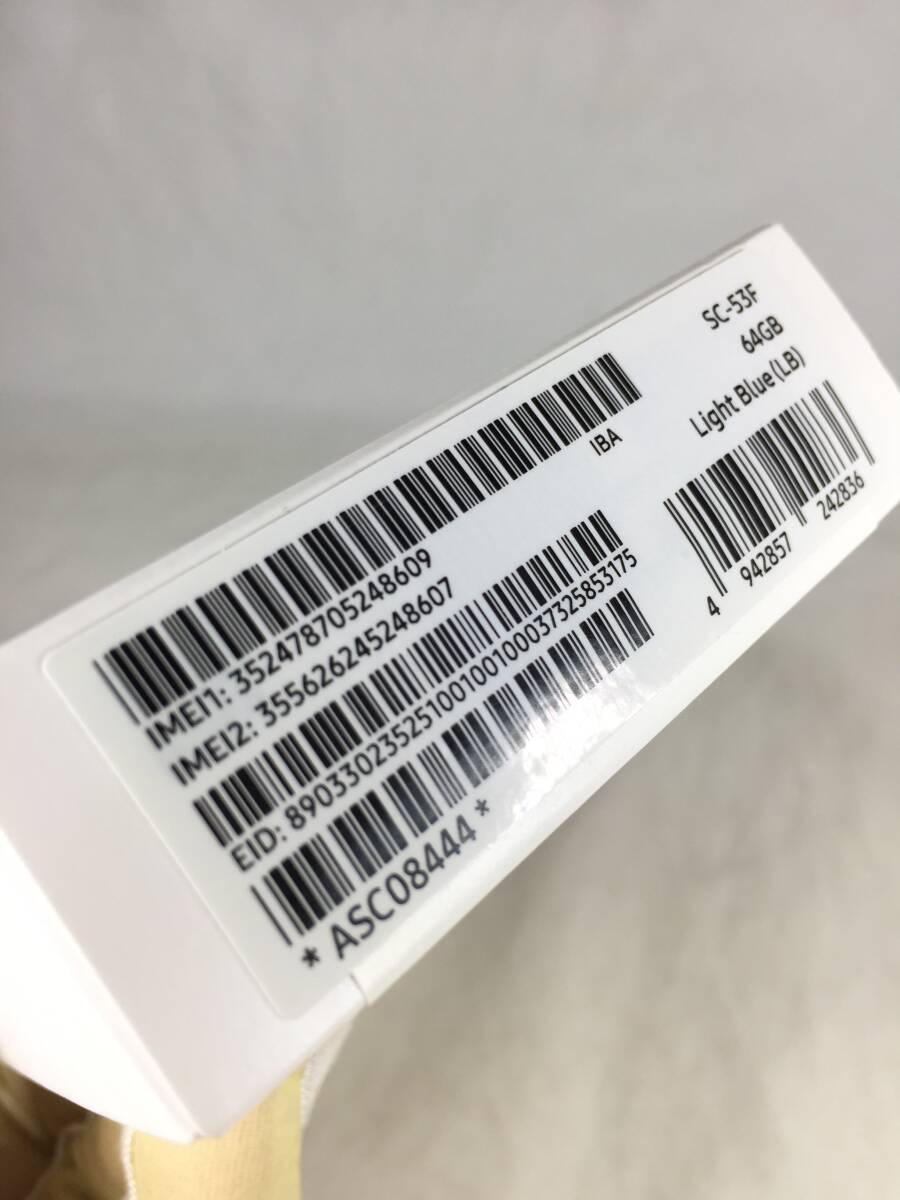 SC-53F
64GB
Light Blue (LB)
IBA
IMEI1: 352478705248609
IMEI2: 355626245248607
EID: 89033023525100100100037325853175
* ASC08444 *
4 942857 242836